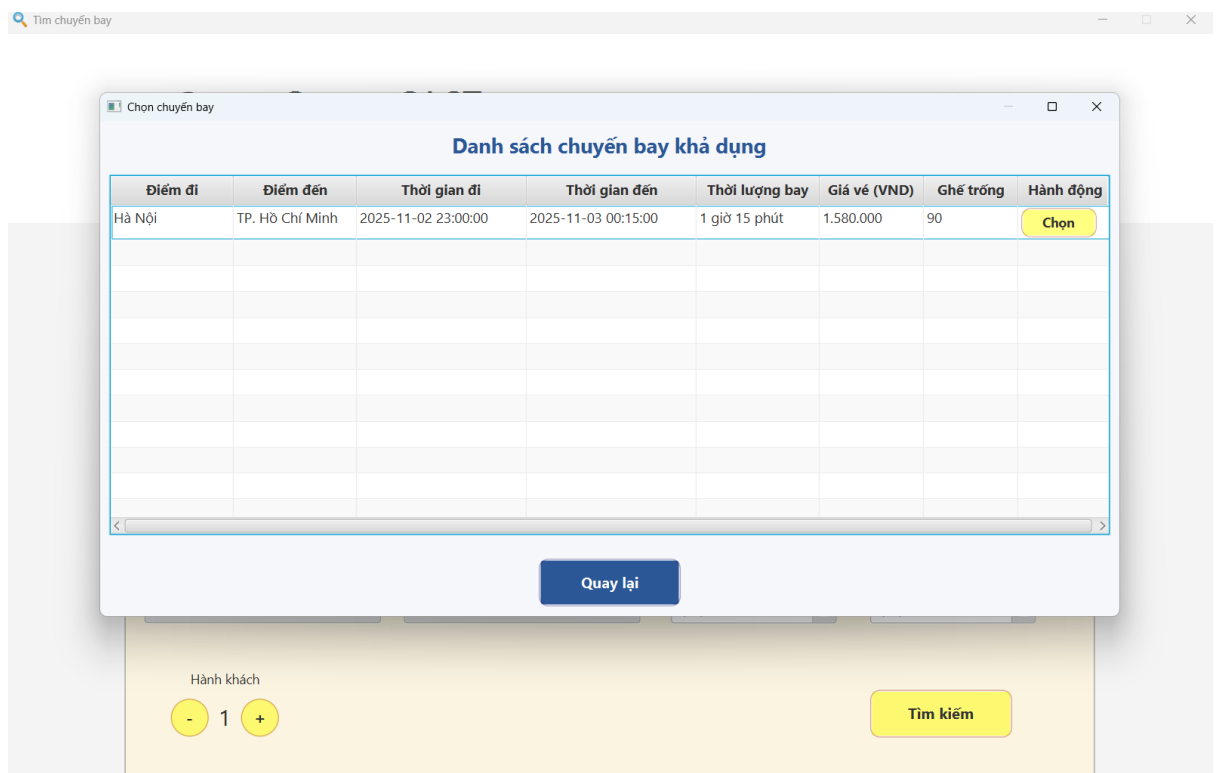 Tìm chuyến bay
Chọn chuyến bay
Danh sách chuyến bay khả dụng
Điểm đi Điểm đến Thời gian đi Thời gian đến Thời lượng bay Giá vé (VND) Ghế trống Hành động
Hà Nội TP. Hồ Chí Minh 2025-11-02 23:00:00 2025-11-03 00:15:00 1 giờ 15 phút 1.580.000 90 Chọn
Quay lại
Hành khách
- 1 +
Tìm kiếm